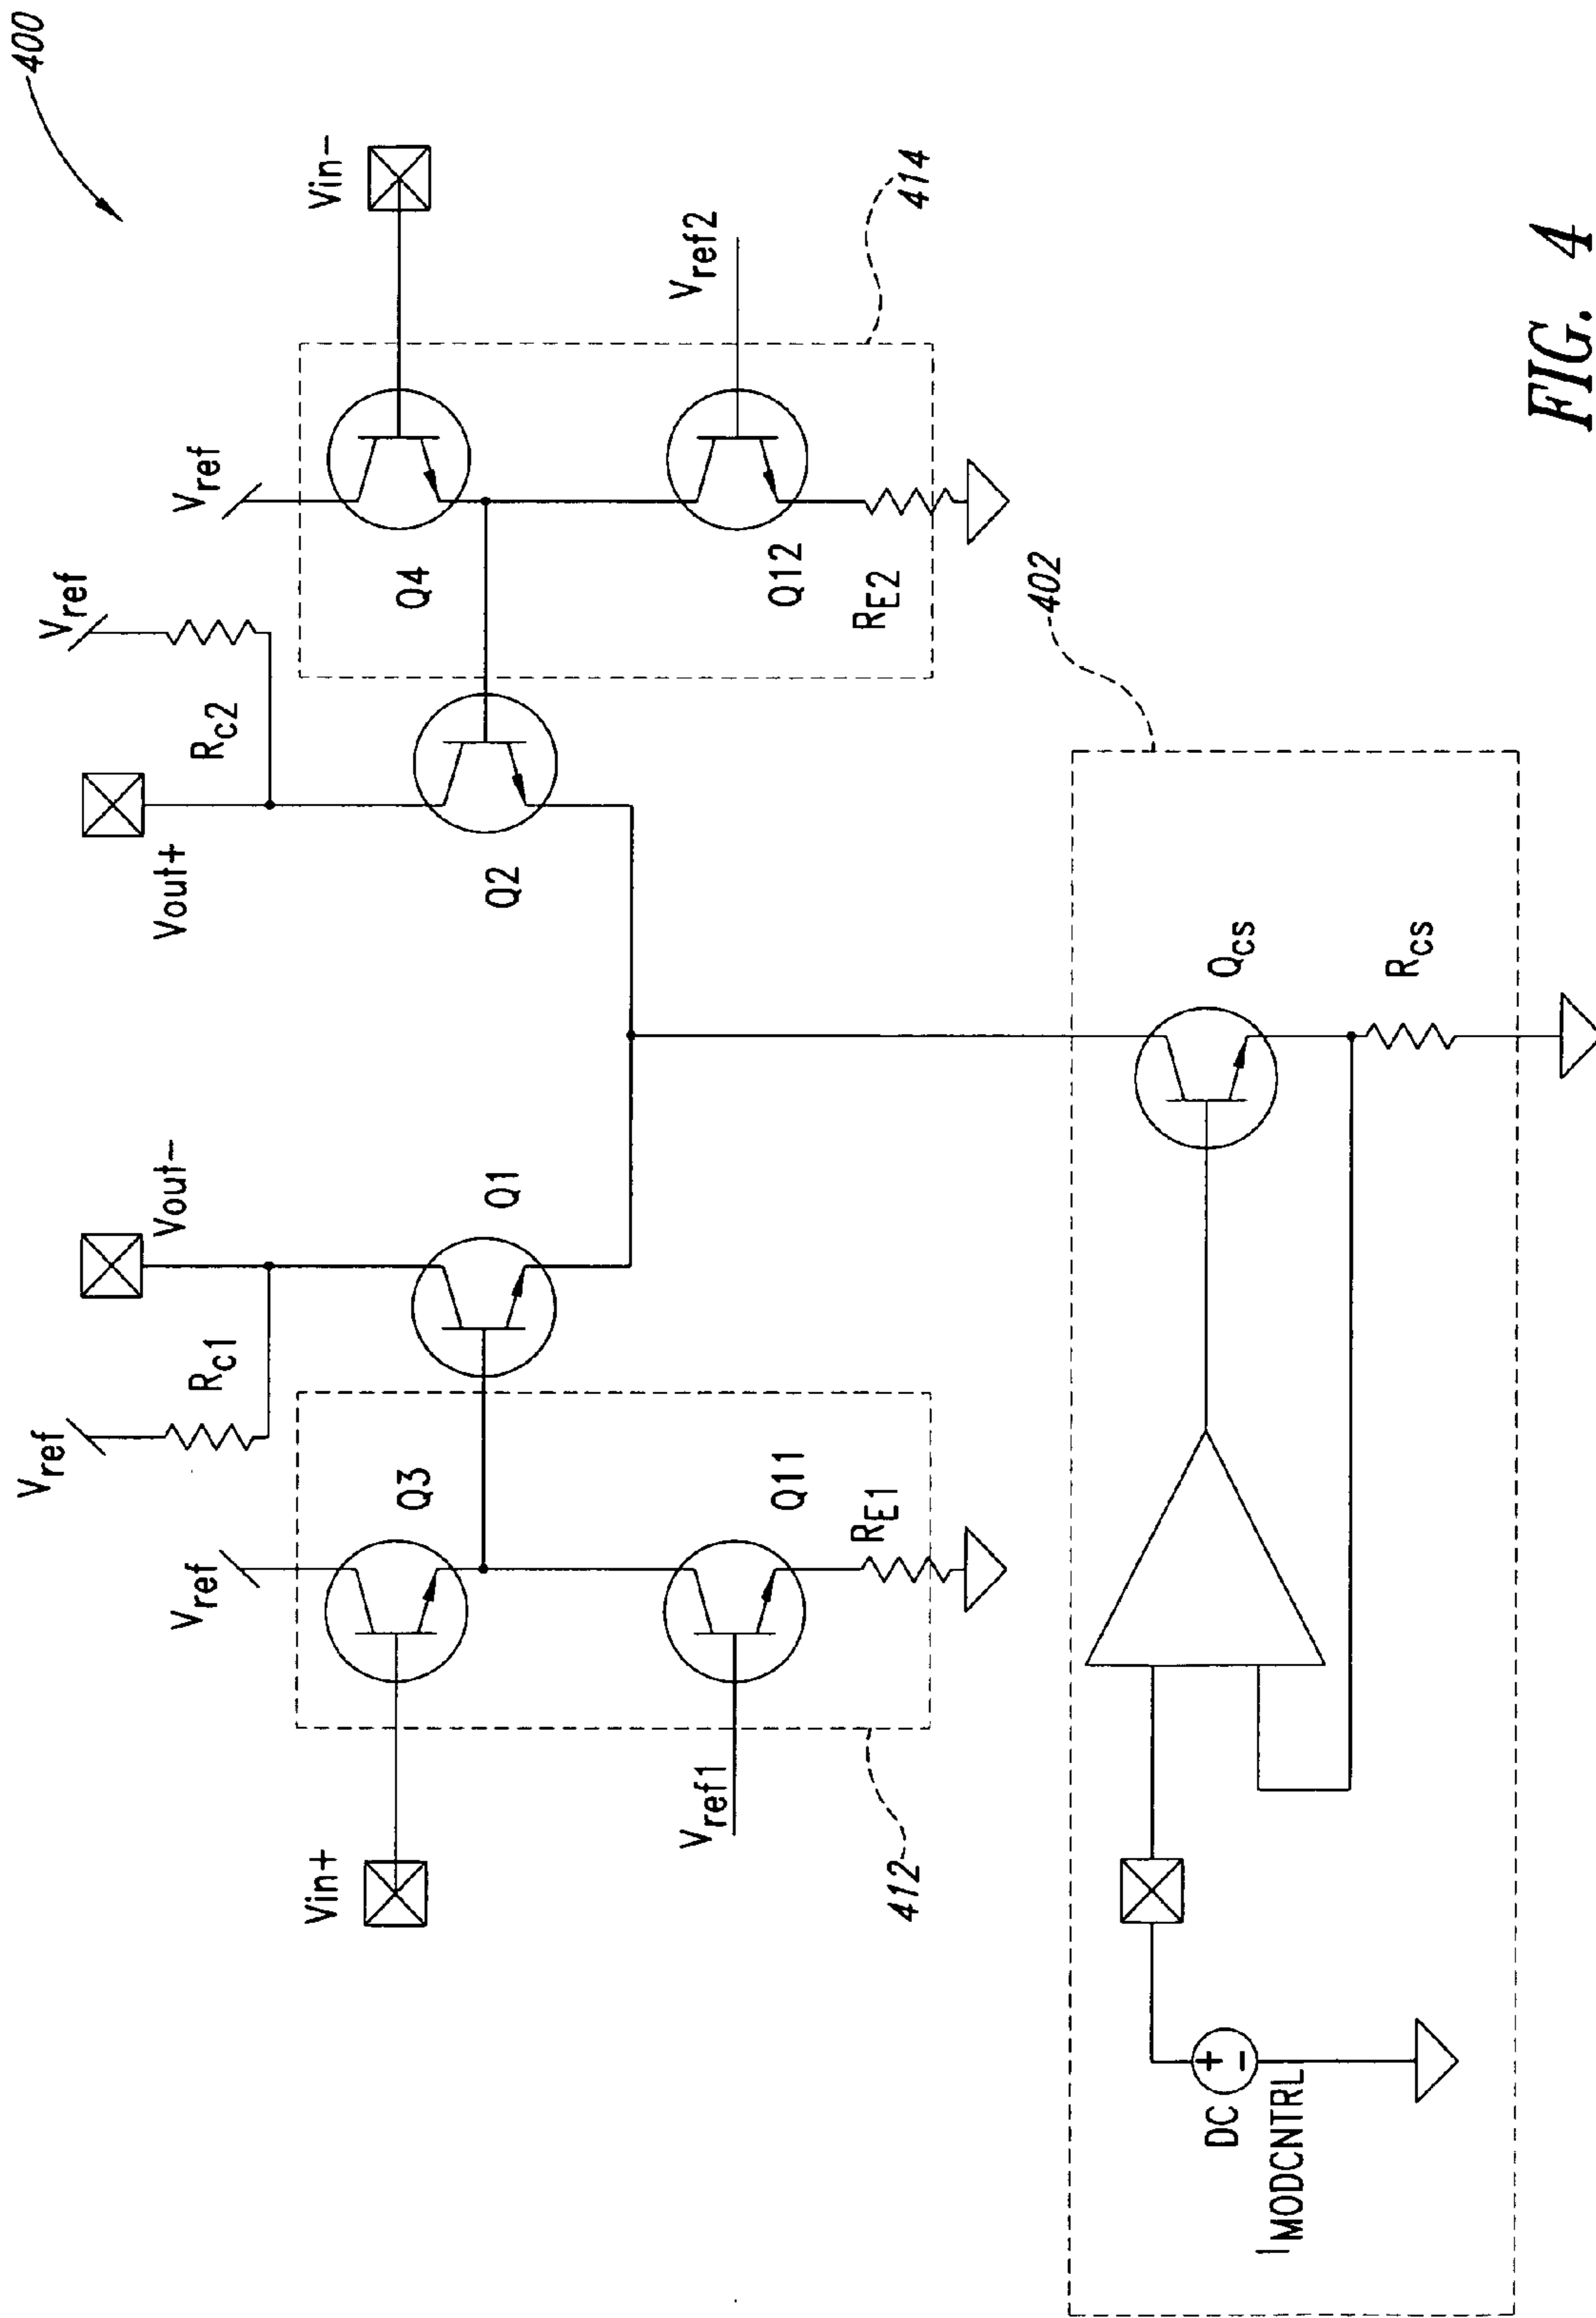 400
Vref
Vref
Vout-
Vout+
Vref
Vref
Rc1
Rc2
Vin+
Vin-
Q3
Q4
Q1
Q2
Vref1
Vref2
Q11
Q12
RE1
RE2
412
414
402
DC
IMODCNTRL
+
-
Qcs
Rcs
FIG. 4